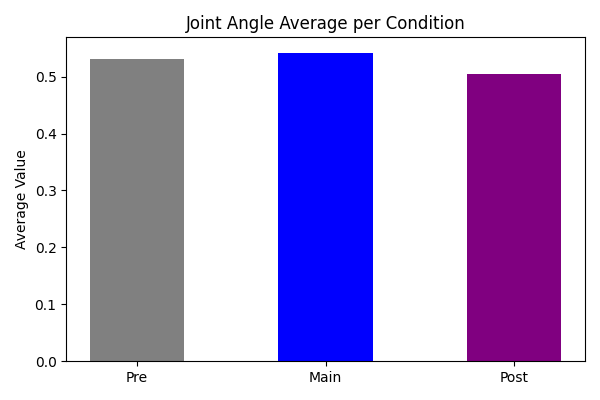 Joint Angle Average per Condition
Average Value
0.5
0.4
0.3
0.2
0.1
0.0
Pre
Main
Post